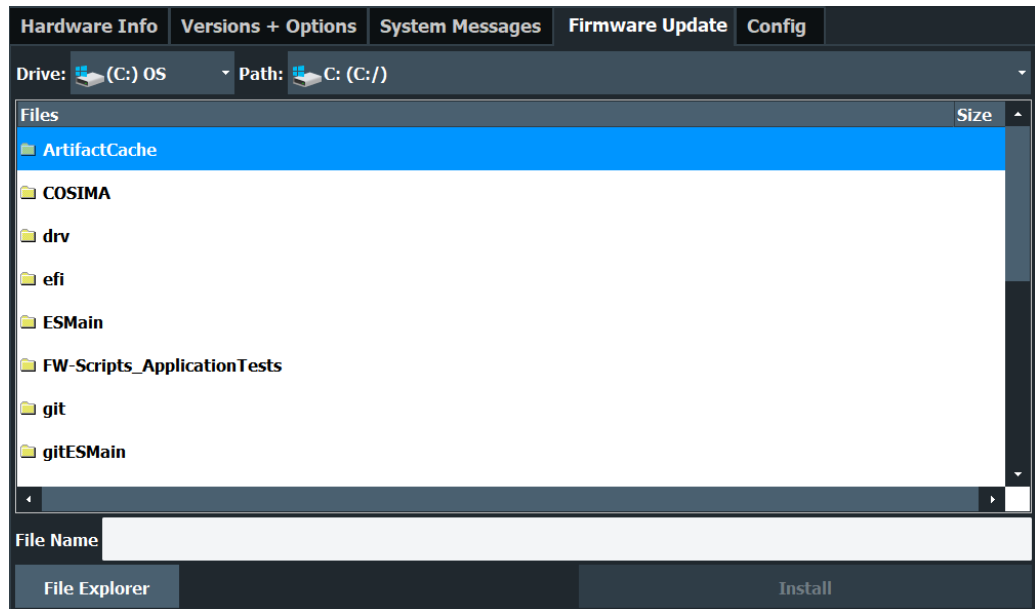 Hardware Info Versions + Options System Messages Firmware Update Config
Drive: (C:) OS Path: C: (C:/)
Files Size
ArtifactCache
COSIMA
drv
efi
ESMain
FW-Scripts_ApplicationTests
git
gitESMain
File Name
File Explorer Install